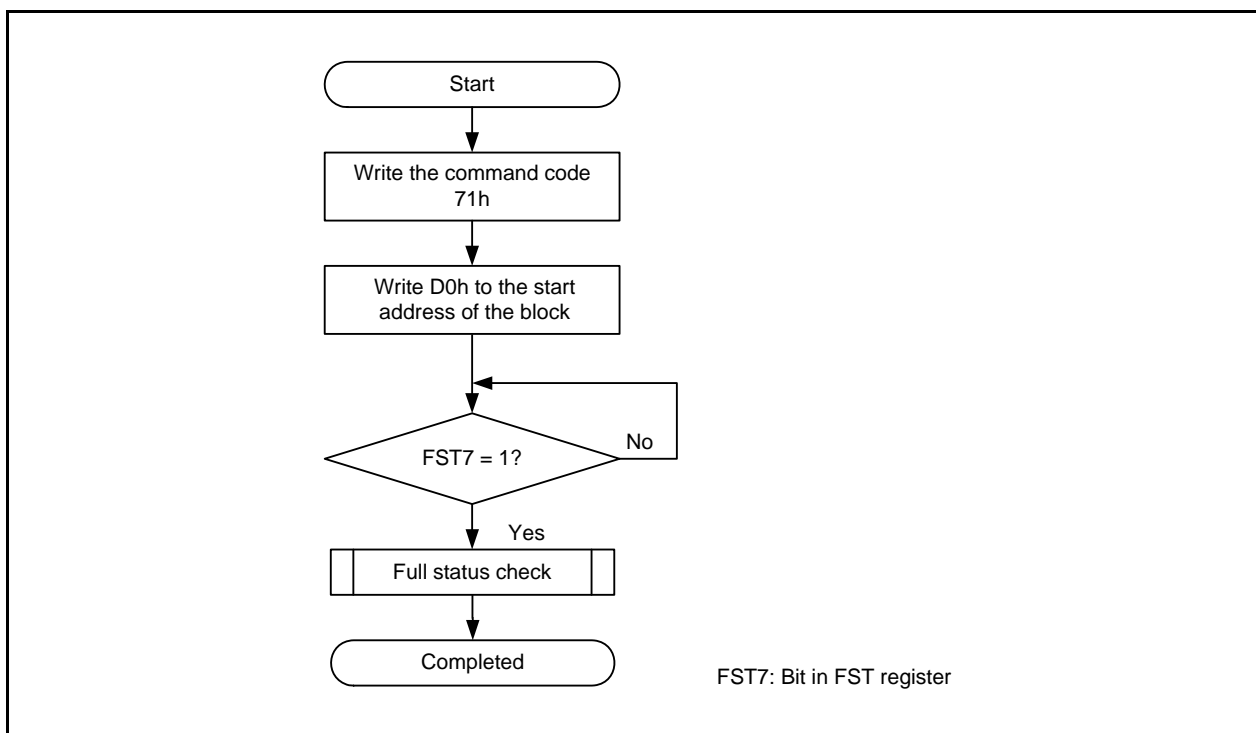 Start
Write the command code
71h
Write D0h to the start
address of the block
FST7 = 1?
No
Yes
Full status check
Completed
FST7: Bit in FST register